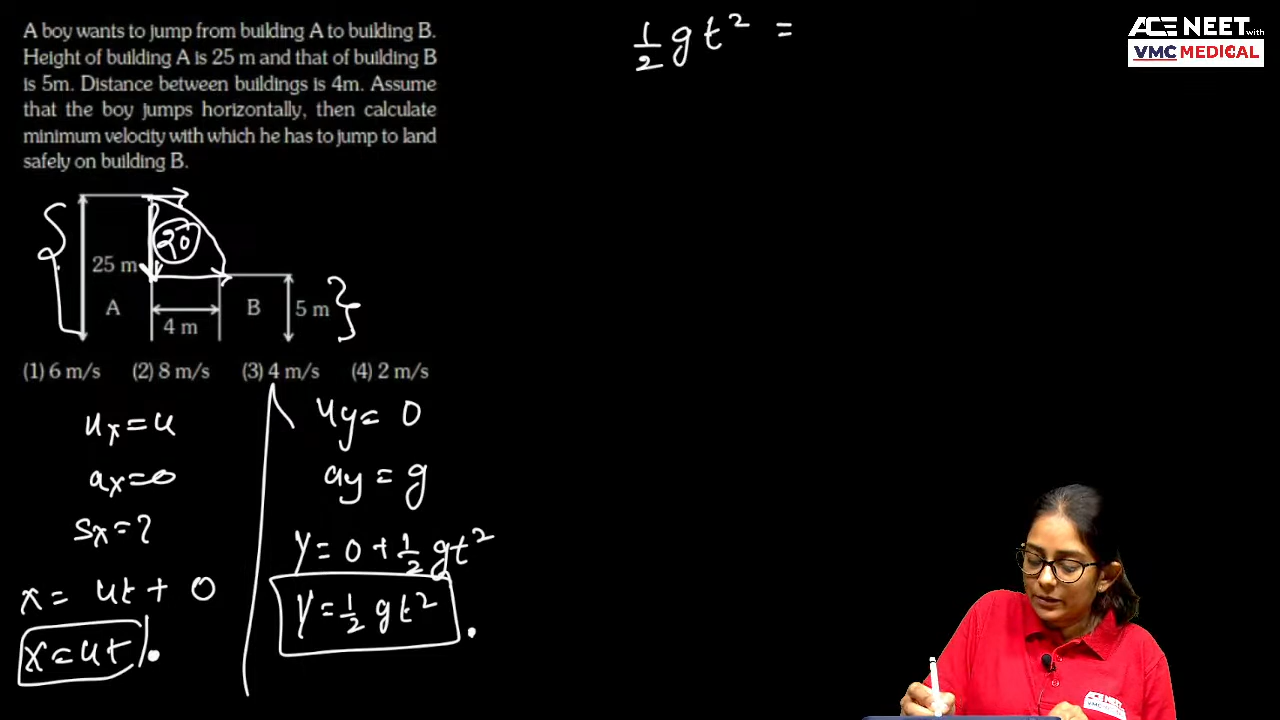 A boy wants to jump from building A to building B.
Height of building A is 25 m and that of building B
is 5m. Distance between buildings is 4m. Assume
that the boy jumps horizontally, then calculate
minimum velocity with which he has to jump to land
safely on building B.
25 m
20
A
4 m
B
5 m
(1) 6 m/s (2) 8 m/s (3) 4 m/s (4) 2 m/s
ux = u
ax = 0
sx = ?
x = ut + 0
x = ut
uy = 0
ay = g
y = 0 + 1/2 gt²
y = 1/2 gt²
1/2 gt² =
ACE NEET with
VMC MEDICAL
ACE NEET
VMC MEDICAL